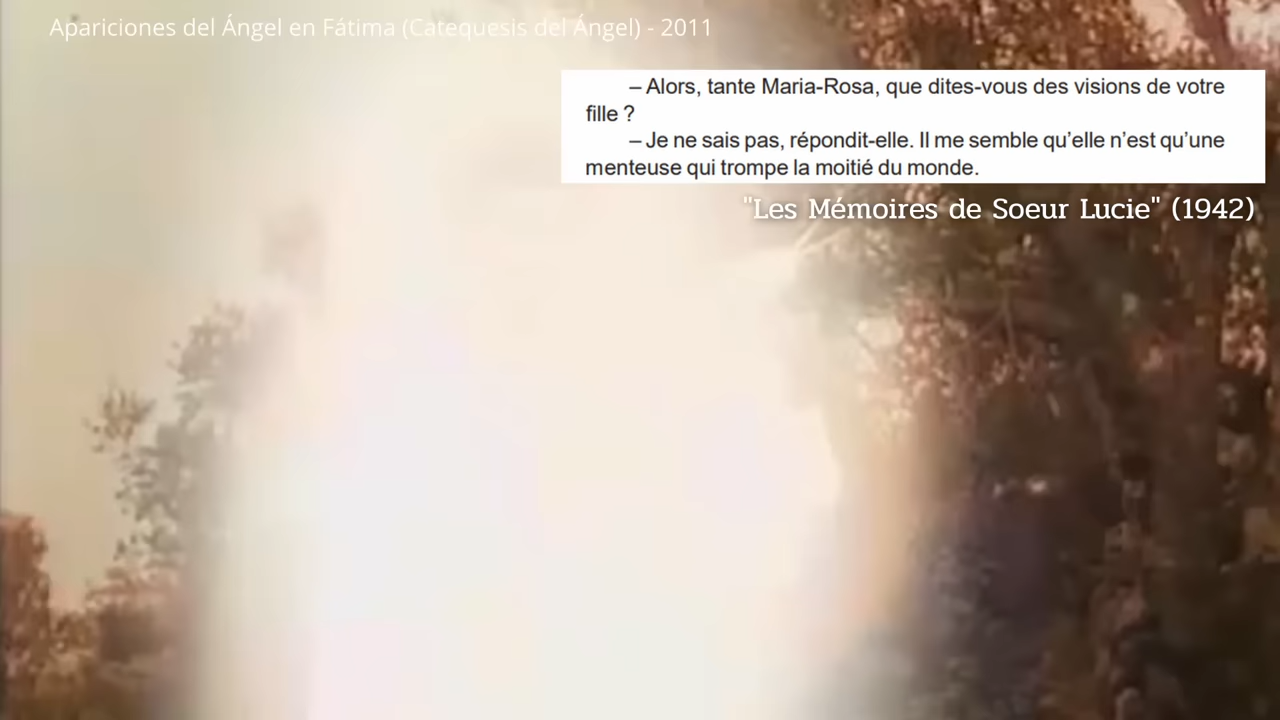 Apariciones del Ángel en Fátima (Catequesis del Ángel) - 2011
– Alors, tante Maria-Rosa, que dites-vous des visions de votre
fille ?
– Je ne sais pas, répondit-elle. Il me semble qu’elle n’est qu’une
menteuse qui trompe la moitié du monde.
"Les Mémoires de Soeur Lucie" (1942)